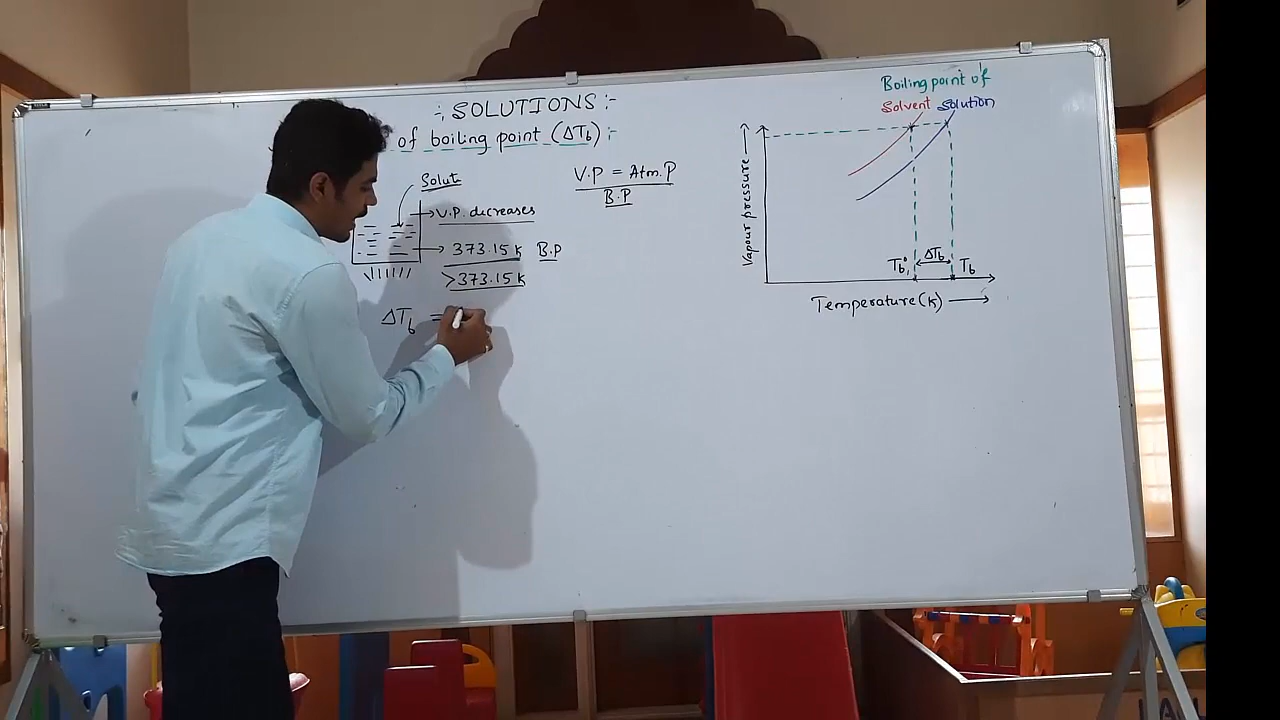 :- SOLUTIONS :-
of boiling point (ΔTb) :-
Solut
V.P. decreases
373.15 K B.P
>373.15 K
ΔTb =
V.P = Atm.P
B.P
Boiling point of
Solvent Solution
Vapour pressure
Tb° ΔTb Tb
Temperature (K)